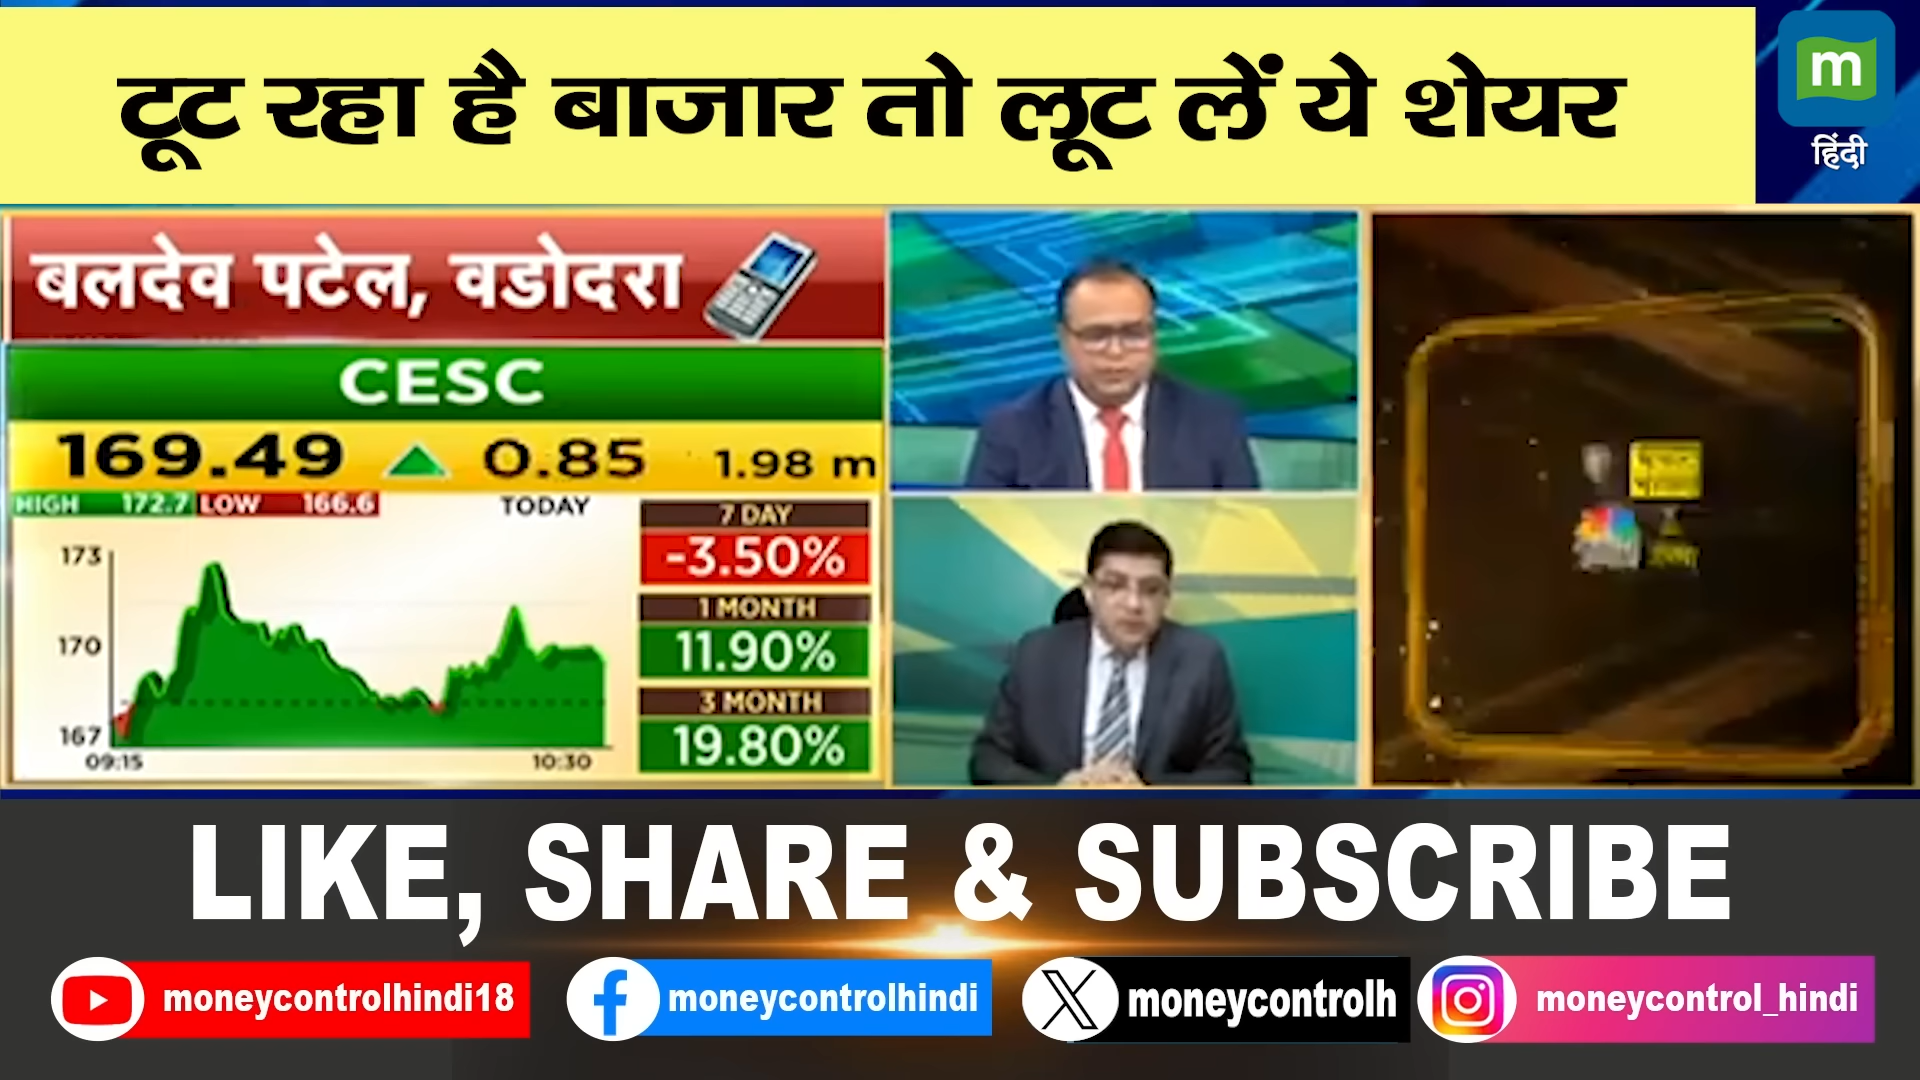 टूट रहा है बाजार तो लूट लें ये शेयर
m
हिंदी
बलदेव पटेल, वडोदरा
CESC
169.49 0.85 1.98 m
HIGH 172.7 LOW 166.6 TODAY
173
170
167
09:15 10:30
7 DAY
-3.50%
1 MONTH
11.90%
3 MONTH
19.80%
LIKE, SHARE & SUBSCRIBE
moneycontrolhindi18 moneycontrolhindi moneycontrolh moneycontrol_hindi